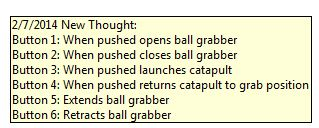 2/7/2014 New Thought:
Button 1: When pushed opens ball grabber
Button 2: When pushed closes ball grabber
Button 3: When pushed launches catapult
Button 4: When pushed returns catapult to grab position
Button 5: Extends ball grabber
Button 6: Retracts ball grabber